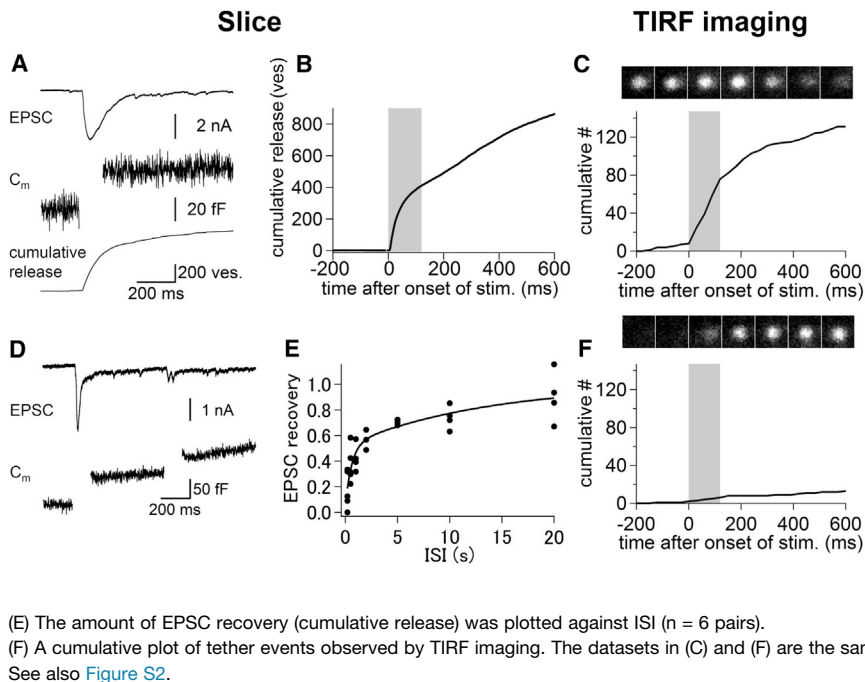 Slice
TIRF imaging
A
EPSC
2 nA
Cm
20 fF
cumulative
release
200 ves.
200 ms
B
cumulative release (ves)
800
600
400
200
0
-200 0 200 400 600
time after onset of stim. (ms)
C
cumulative #
120
80
40
0
-200 0 200 400 600
time after onset of stim. (ms)
D
EPSC
1 nA
Cm
50 fF
200 ms
E
EPSC recovery
1.0
0.8
0.6
0.4
0.2
0.0
0 5 10 15 20
ISI (s)
F
cumulative #
120
80
40
0
-200 0 200 400 600
time after onset of stim. (ms)
(E) The amount of EPSC recovery (cumulative release) was plotted against ISI (n = 6 pairs).
(F) A cumulative plot of tether events observed by TIRF imaging. The datasets in (C) and (F) are the sar
See also Figure S2.